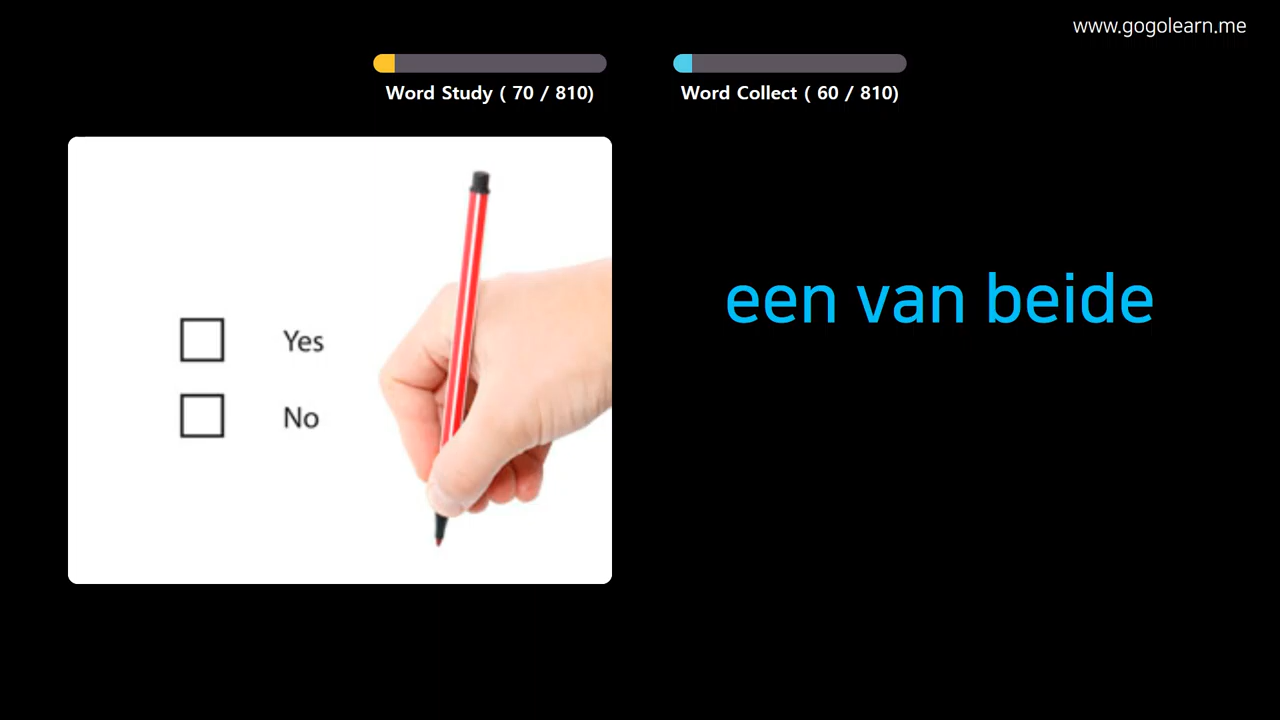 www.gogolearn.me
Word Study ( 70 / 810)
Word Collect ( 60 / 810)
Yes
No
een van beide